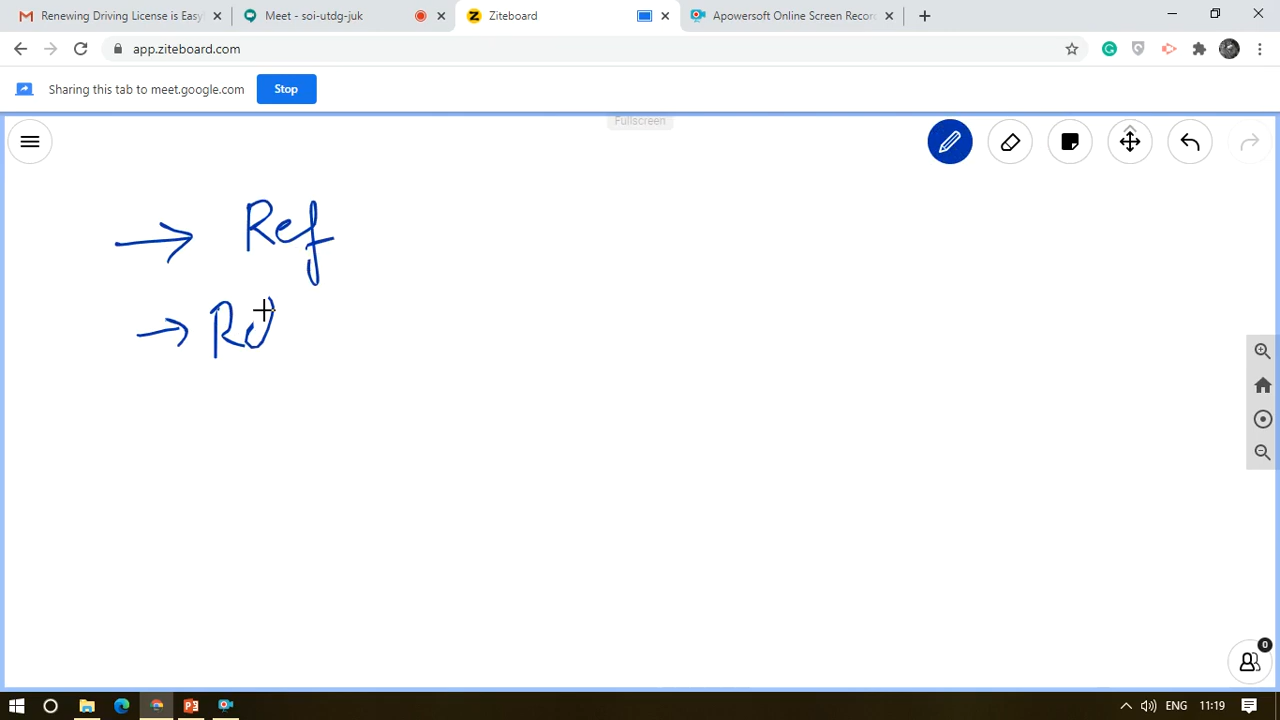 Renewing Driving License is Easy
Meet - soi-utdg-juk
Ziteboard
Apowersoft Online Screen Record
app.ziteboard.com
Sharing this tab to meet.google.com
Stop
Fullscreen
→ Ref
→
0
ENG
11:19